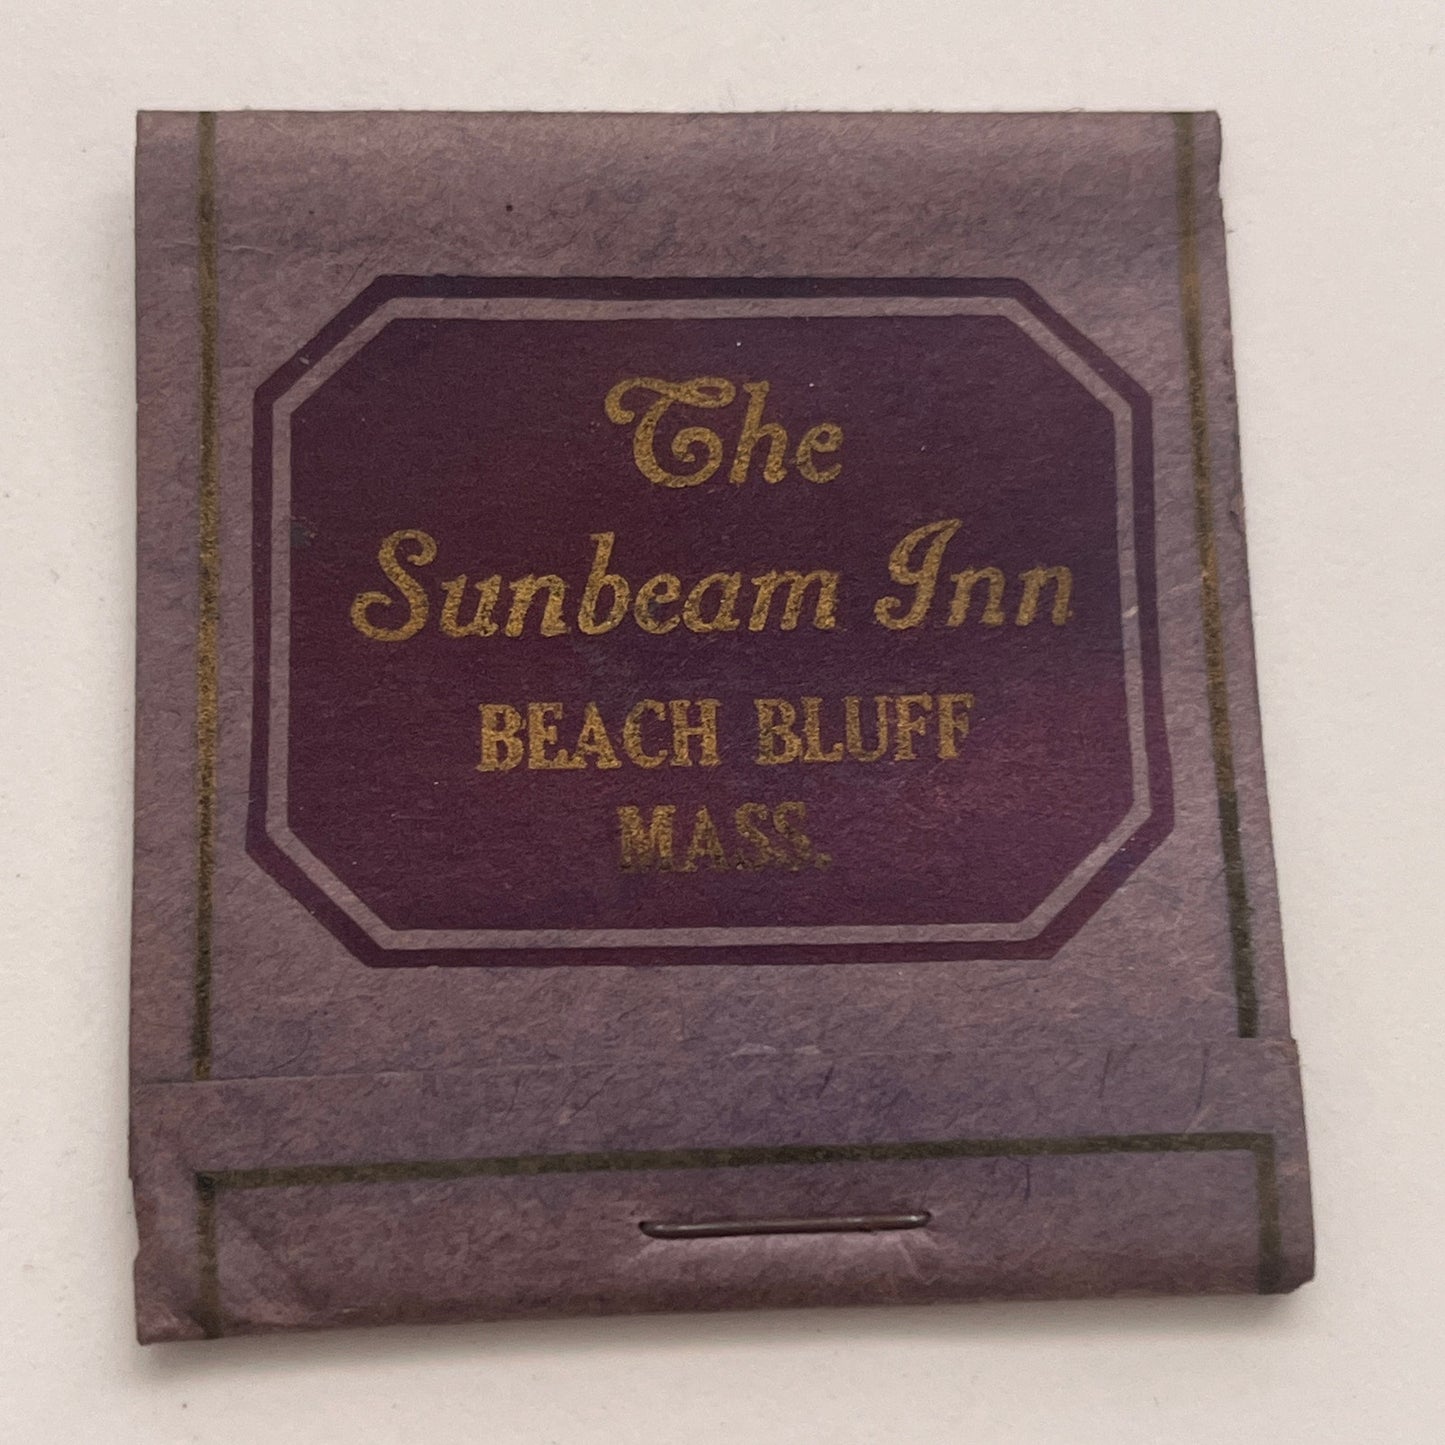 The
Sunbeam Inn
BEACH BLUFF
MASS.